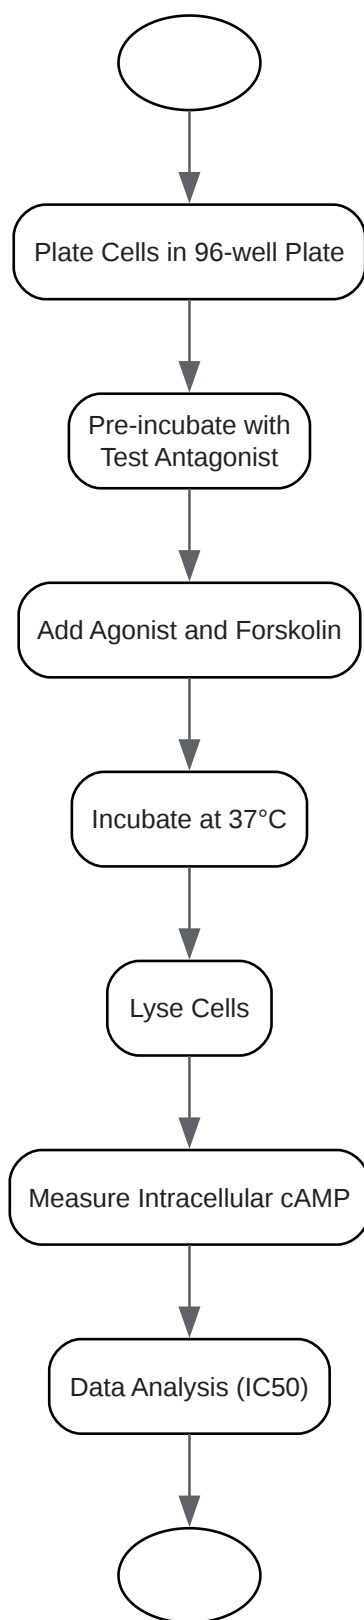 Plate Cells in 96-well Plate
Pre-incubate with
Test Antagonist
Add Agonist and Forskolin
Incubate at 37°C
Lyse Cells
Measure Intracellular cAMP
Data Analysis (IC50)